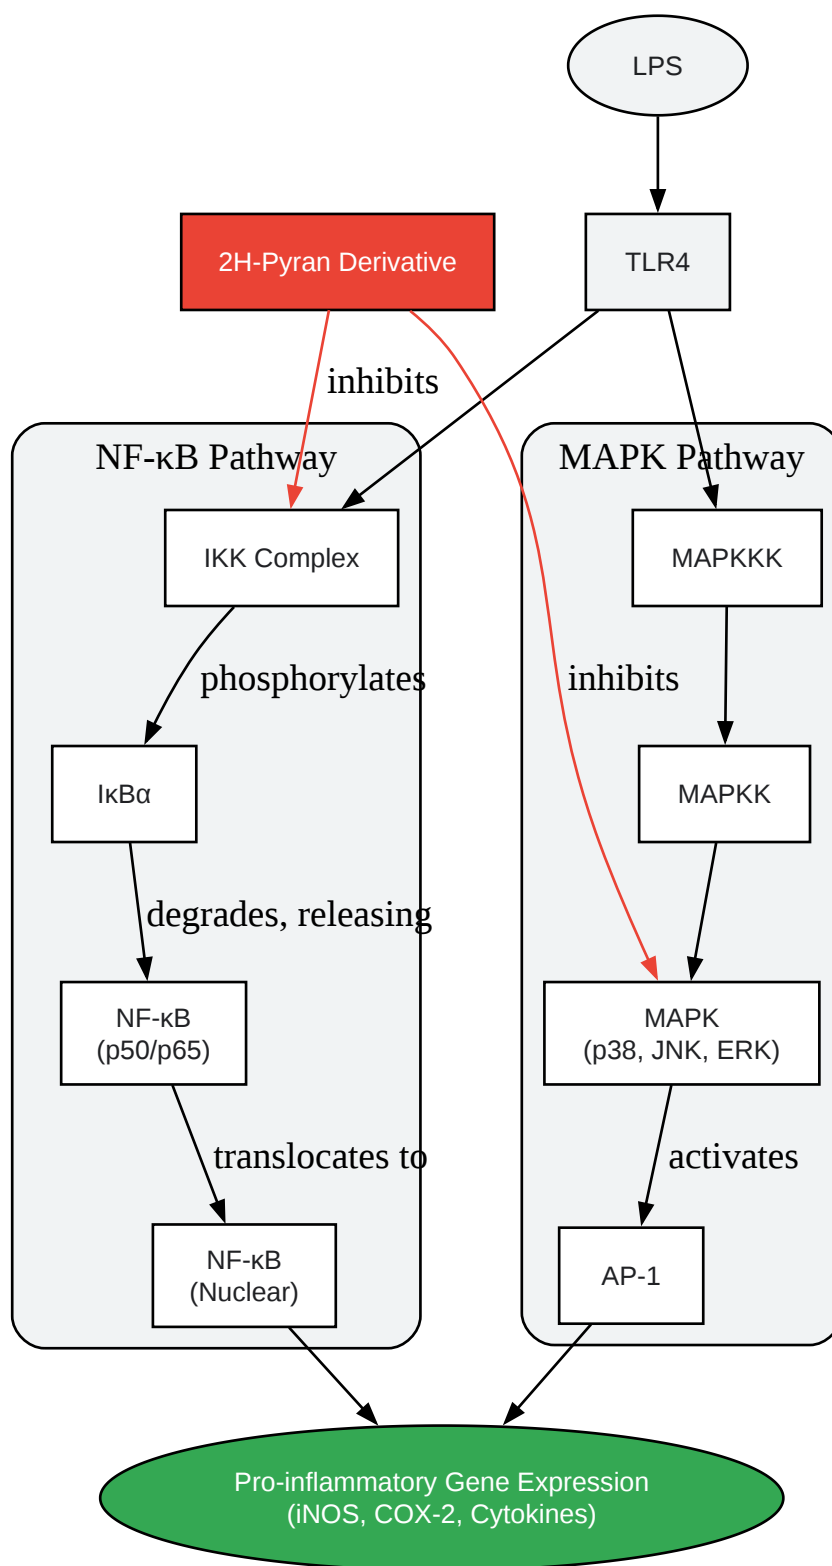 LPS
2H-Pyran Derivative
TLR4
inhibits
NF-κB Pathway
MAPK Pathway
IKK Complex
MAPKKK
phosphorylates
inhibits
IκBα
MAPKK
degrades, releasing
NF-κB
(p50/p65)
MAPK
(p38, JNK, ERK)
translocates to
activates
NF-κB
(Nuclear)
AP-1
Pro-inflammatory Gene Expression
(iNOS, COX-2, Cytokines)